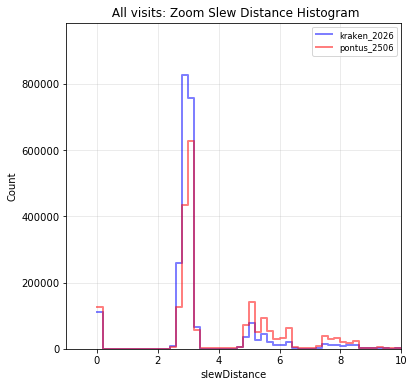 All visits: Zoom Slew Distance Histogram
kraken_2026
pontus_2506
800000
600000
400000
200000
0
Count
0 2 4 6 8 10
slewDistance